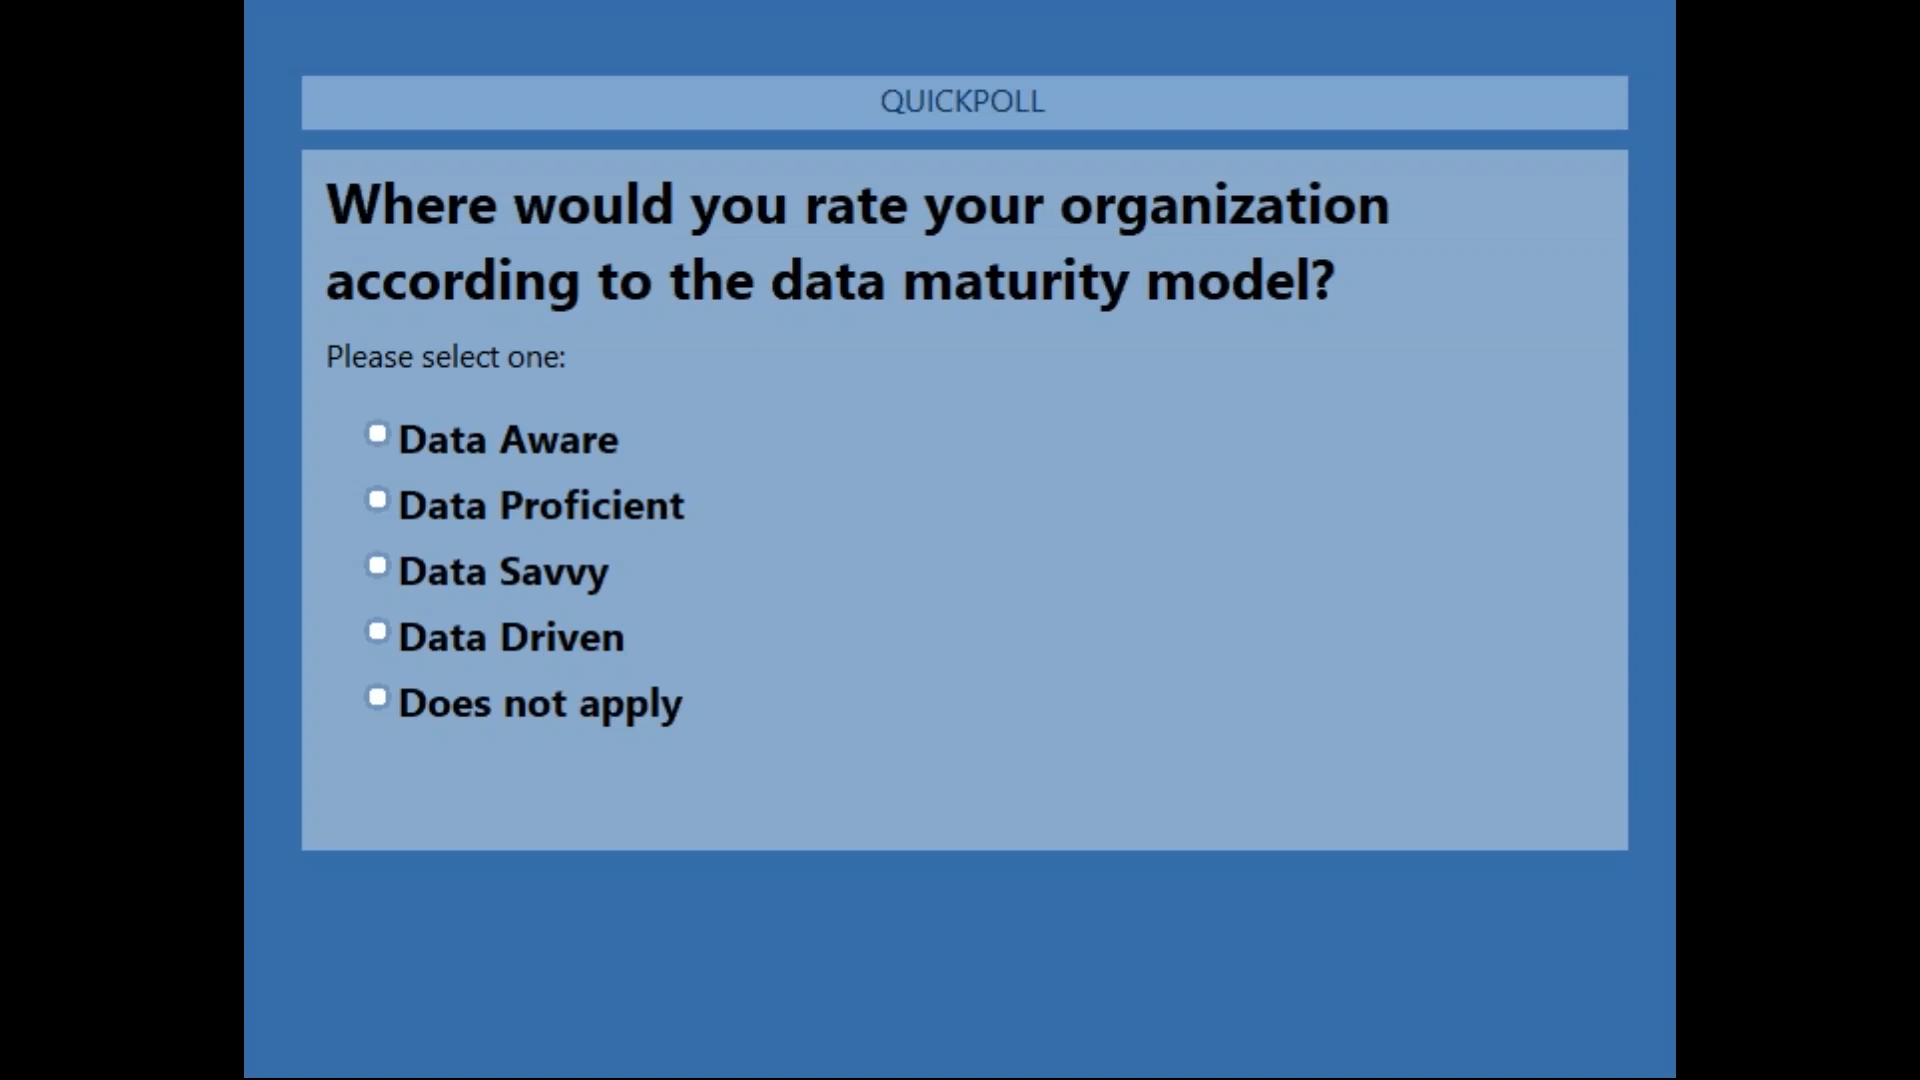 QUICKPOLL
Where would you rate your organization
according to the data maturity model?
Please select one:
Data Aware
Data Proficient
Data Savvy
Data Driven
Does not apply